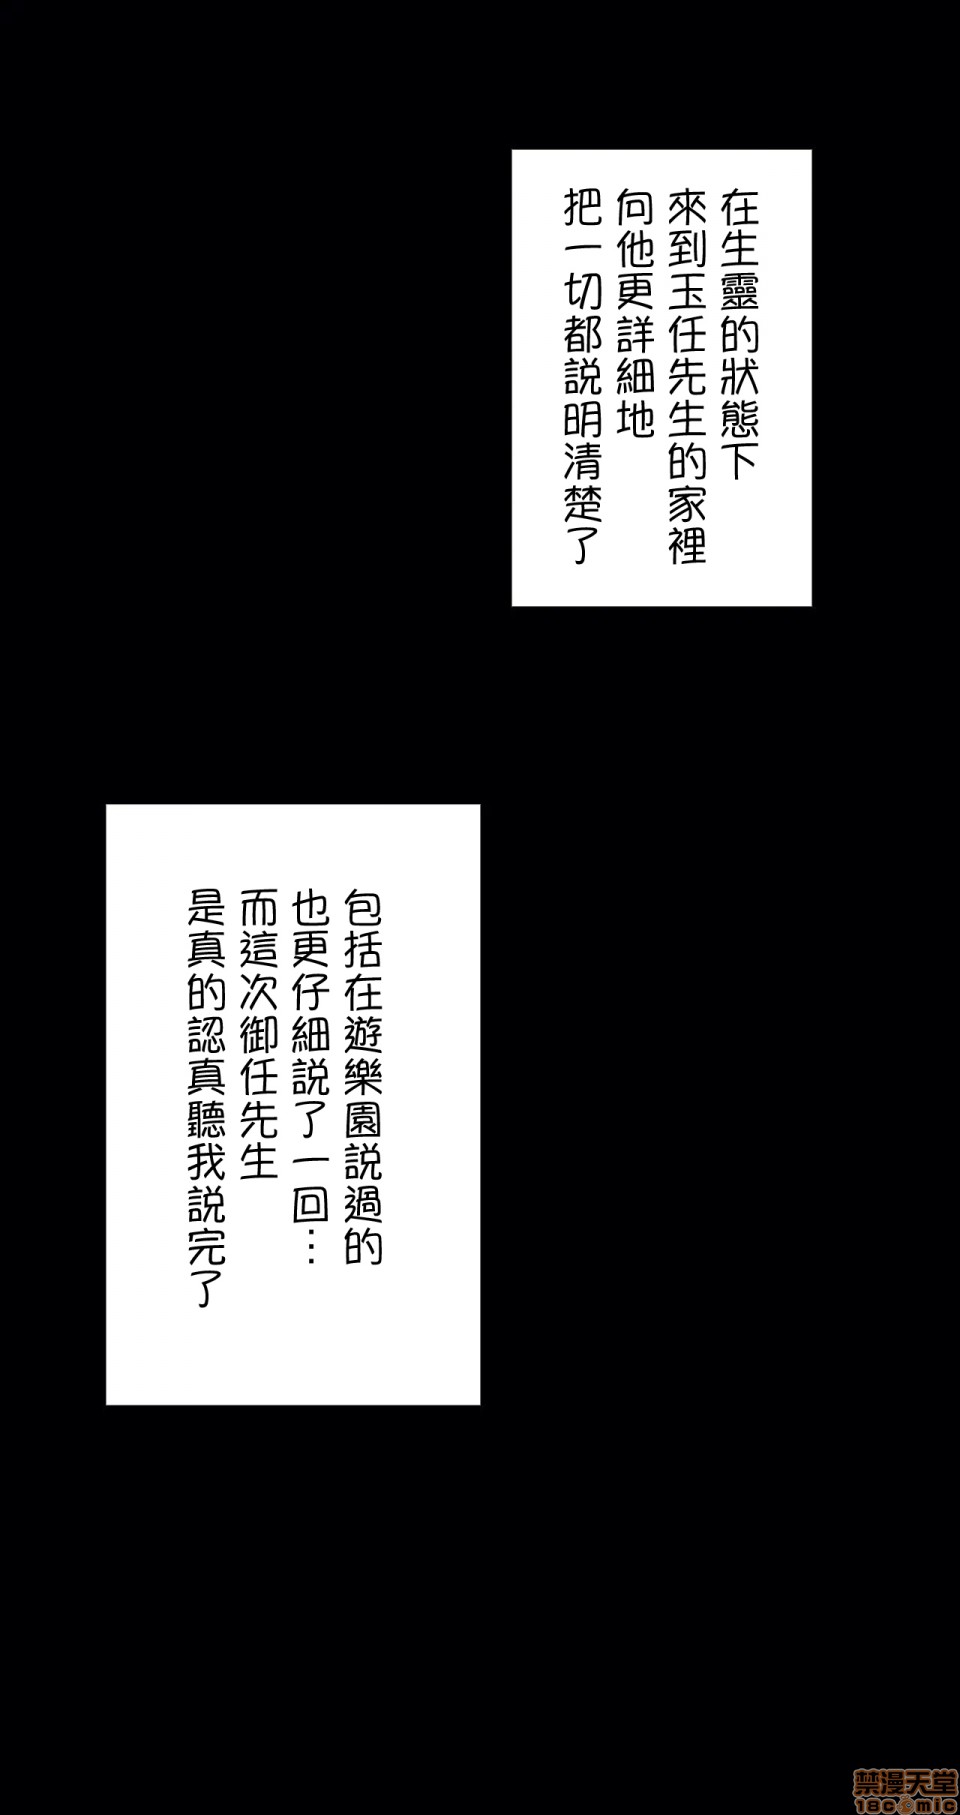 在生靈的狀態下
來到玉任先生的家裡
向他更詳細地
把一切都說明清楚了
包括在遊樂園說過的
也更仔細說了一回…
而這次御任先生
是真的認真聽我說完了
禁漫天堂
18comic